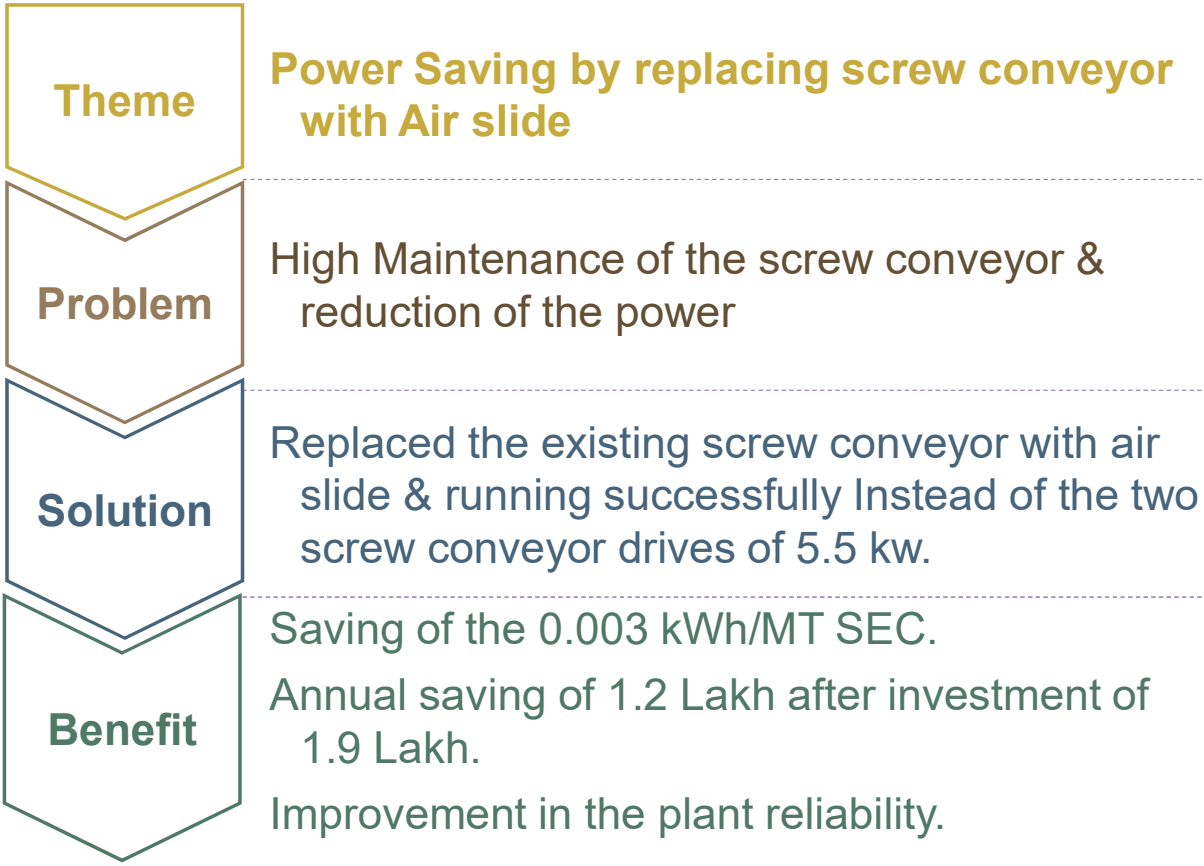 Theme
Power Saving by replacing screw conveyor
with Air slide
Problem
High Maintenance of the screw conveyor &
reduction of the power
Solution
Replaced the existing screw conveyor with air
slide & running successfully Instead of the two
screw conveyor drives of 5.5 kw.
Benefit
Saving of the 0.003 kWh/MT SEC.
Annual saving of 1.2 Lakh after investment of
1.9 Lakh.
Improvement in the plant reliability.